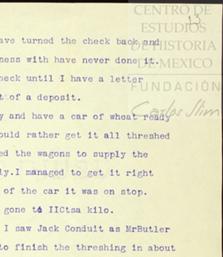 CENTRO DE
ESTUDIOS
DE HISTORIA
DE MEXICO
FUNDACIÓN
Carlos Slim
13
ave turned the check back and
ness with have never done it.
heck until I have a letter
t of a deposit.
y and have a car of wheat ready
ould rather get it all threshed
ed the wagons to supply the
ly.I managed to get it right
of the car it was on stop.
gone to IICtsa kilo.
I saw Jack Conduit as MrButler
to finish the threshing in about